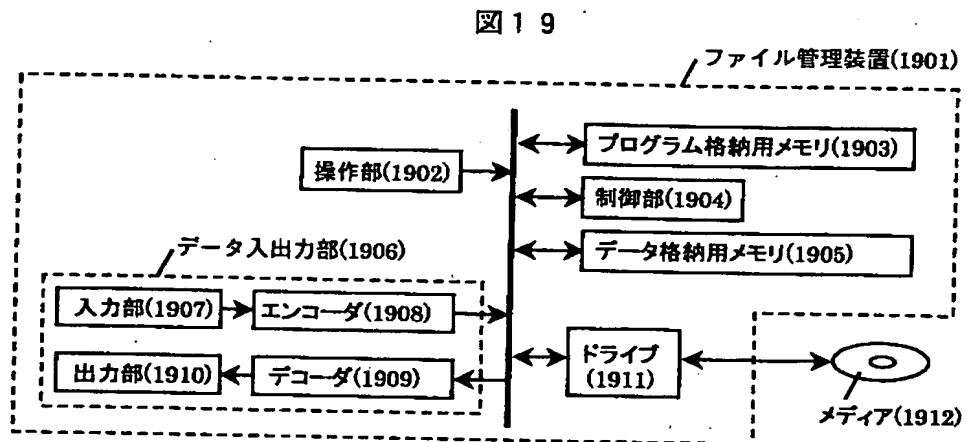 図19
ファイル管理装置(1901)
プログラム格納用メモリ(1903)
操作部(1902)
制御部(1904)
データ入出力部(1906)
データ格納用メモリ(1905)
入力部(1907)
エンコーダ(1908)
ドライブ
(1911)
出力部(1910)
デコーダ(1909)
メディア(1912)